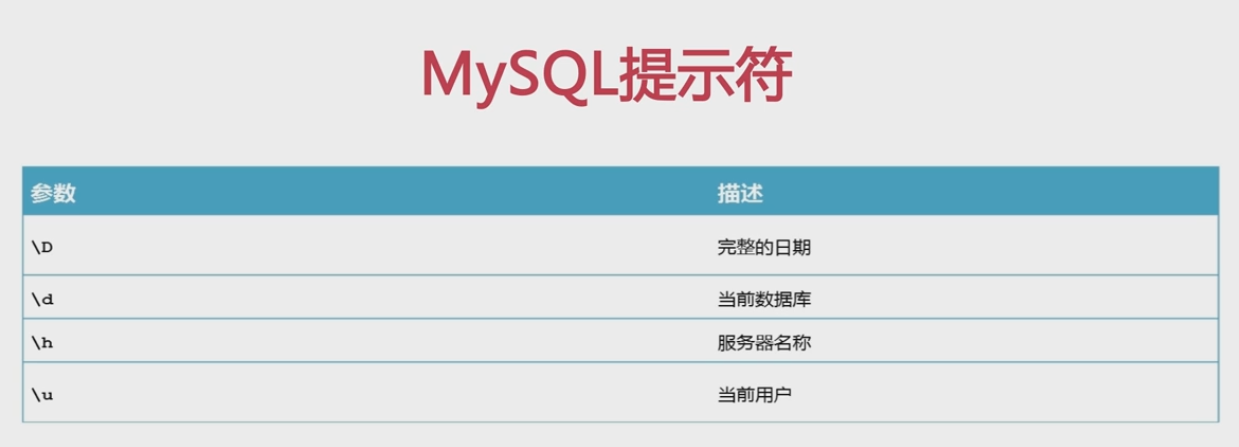 MySQL提示符
参数 描述
\D 完整的日期
\d 当前数据库
\h 服务器名称
\u 当前用户